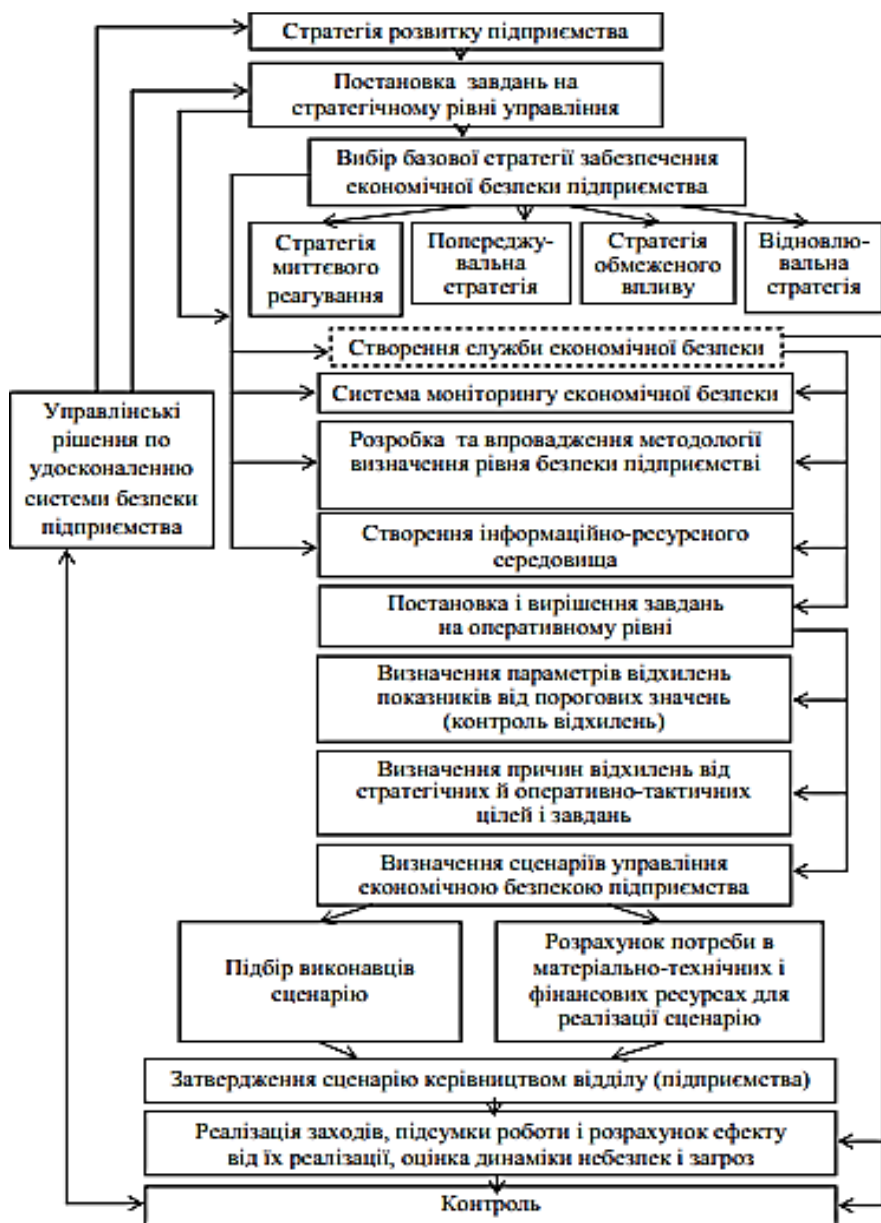 Стратегія розвитку підприємства
Постановка завдань на
стратегічному рівні управління
Вибір базової стратегії забезпечення
економічної безпеки підприємства
Стратегія
миттєвого
реагування
Попереджу-
вальна
стратегія
Стратегія
обмеженого
впливу
Відновлю-
вальна
стратегія
Створення служби економічної безпеки
Система моніторингу економічної безпеки
Управлінські
рішення по
удосконаленню
системи безпеки
підприємства
Розробка та впровадження методології
визначення рівня безпеки підприємстві
Створення інформаційно-ресурсного
середовища
Постановка і вирішення завдань
на оперативному рівні
Визначення параметрів відхилень
показників від порогових значень
(контроль відхилень)
Визначення причин відхилень від
стратегічних й оперативно-тактичних
цілей і завдань
Визначення сценаріїв управління
економічною безпекою підприємства
Підбір виконавців
сценарію
Розрахунок потреби в
матеріально-технічних і
фінансових ресурсах для
реалізації сценарію
Затвердження сценарію керівництвом відділу (підприємства)
Реалізація заходів, підсумки роботи і розрахунок ефекту
від їх реалізації, оцінка динаміки небезпек і загроз
Контроль